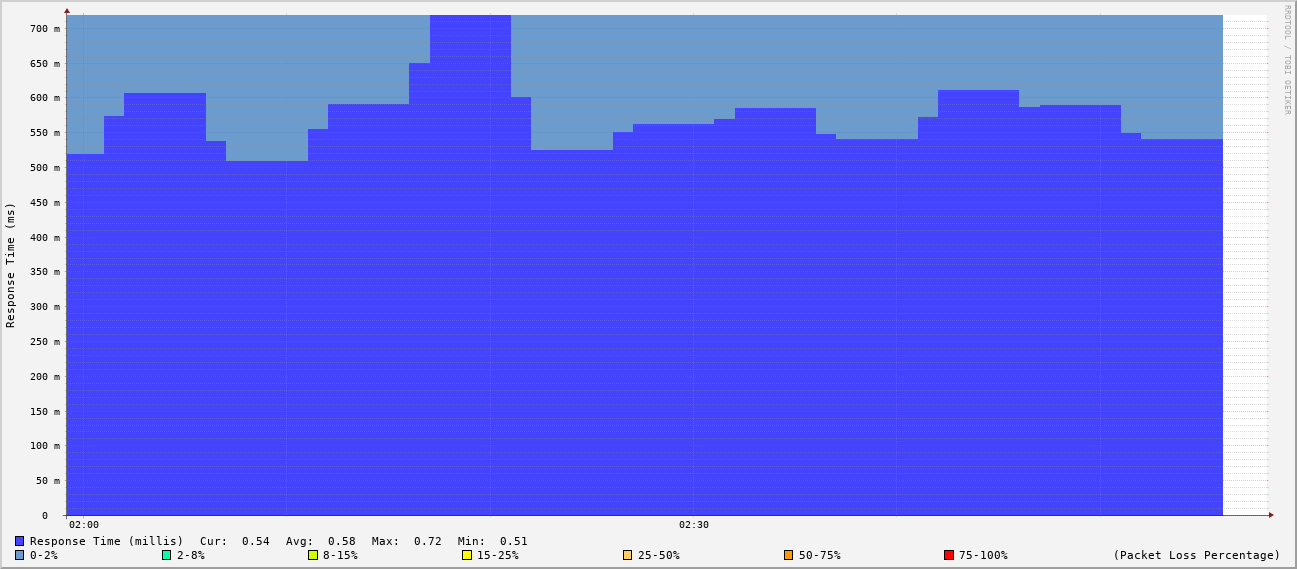 RRDTOOL / TOBI OETIKER
Response Time (ms)
700 m
650 m
600 m
550 m
500 m
450 m
400 m
350 m
300 m
250 m
200 m
150 m
100 m
50 m
0
02:00 02:30
Response Time (millis) Cur: 0.54 Avg: 0.58 Max: 0.72 Min: 0.51
0-2% 2-8% 8-15% 15-25% 25-50% 50-75% 75-100% (Packet Loss Percentage)